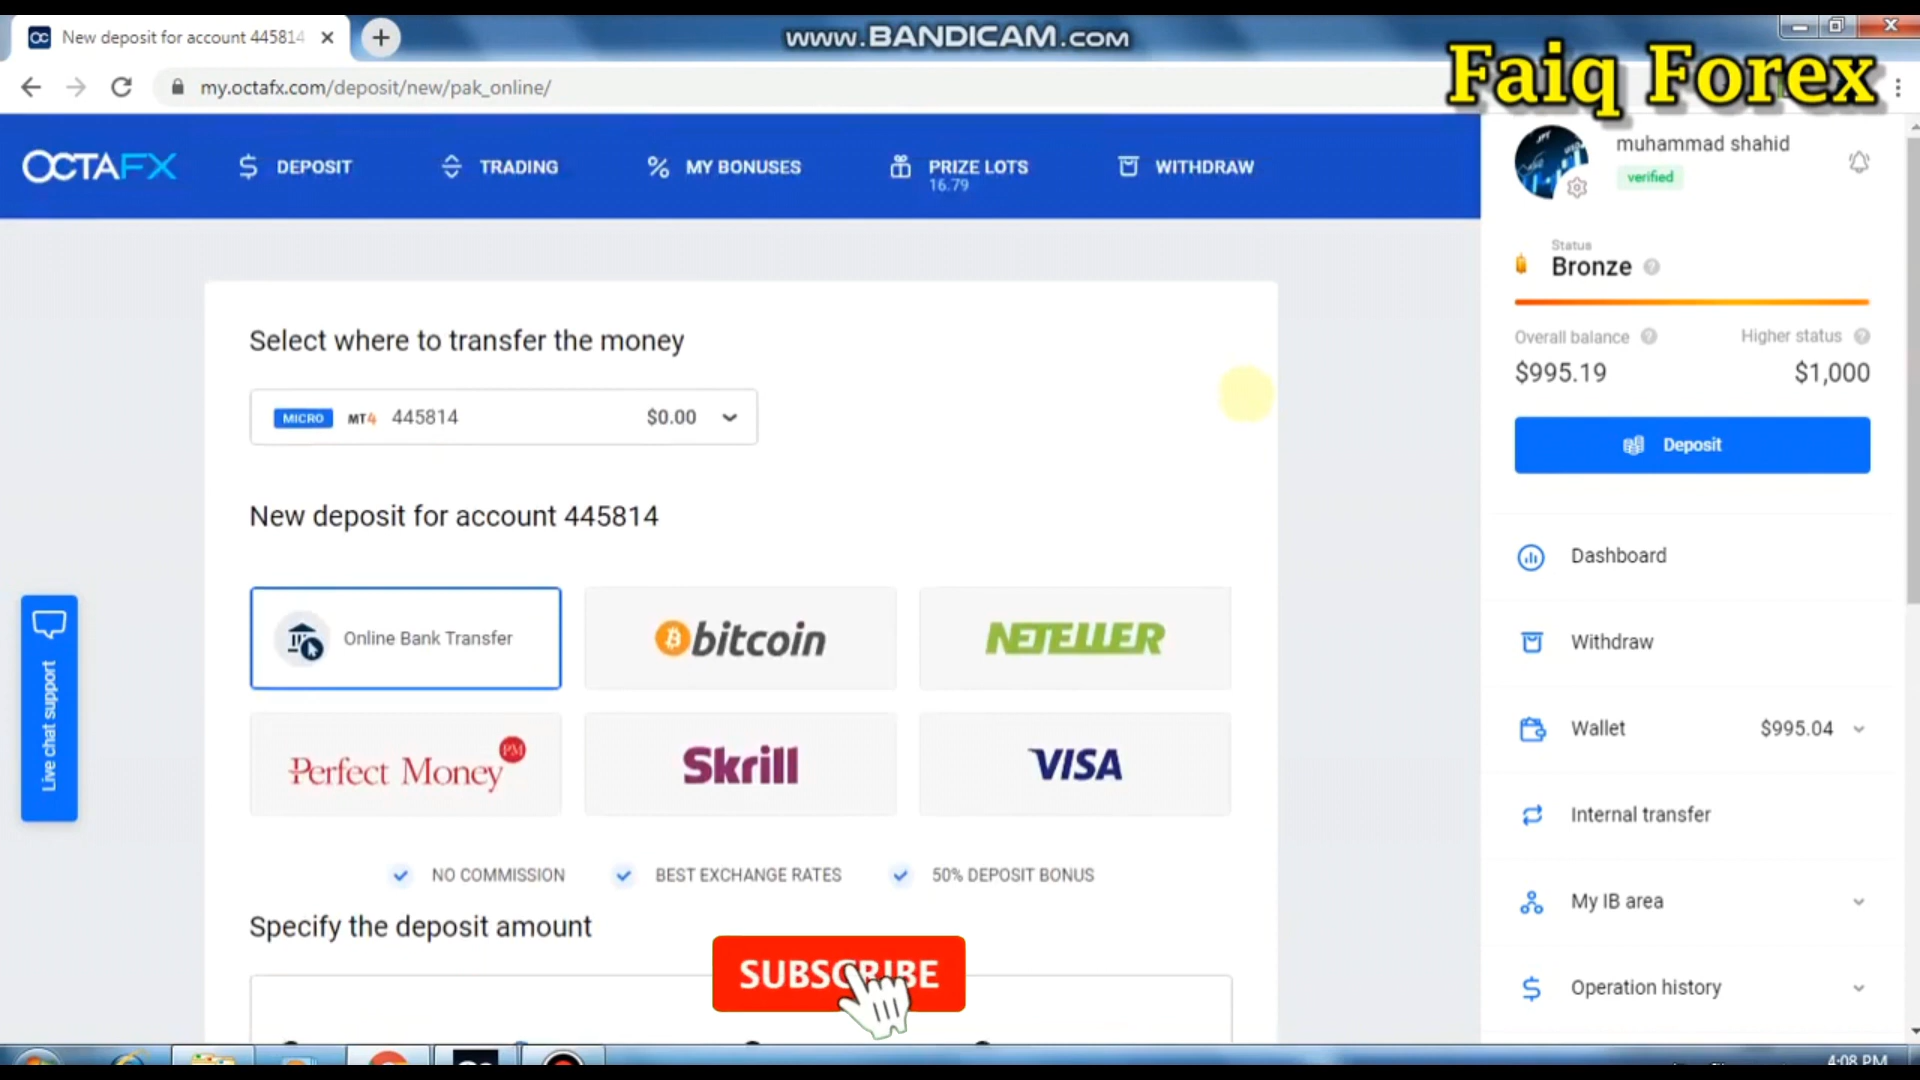 New deposit for account 445814
www.BANDICAM.com
Faiq Forex
my.octafx.com/deposit/new/pak_online/
OCTAFX
DEPOSIT
TRADING
MY BONUSES
PRIZE LOTS
16.79
WITHDRAW
muhammad shahid
verified
Status
Bronze
Overall balance
Higher status
$995.19
$1,000
Deposit
Select where to transfer the money
MICRO MT4 445814 $0.00
New deposit for account 445814
Online Bank Transfer
bitcoin
NETELLER
Perfect Money PM
Skrill
VISA
NO COMMISSION
BEST EXCHANGE RATES
50% DEPOSIT BONUS
Specify the deposit amount
SUBSCRIBE
Live chat support
Dashboard
Withdraw
Wallet $995.04
Internal transfer
My IB area
Operation history
4:08 PM